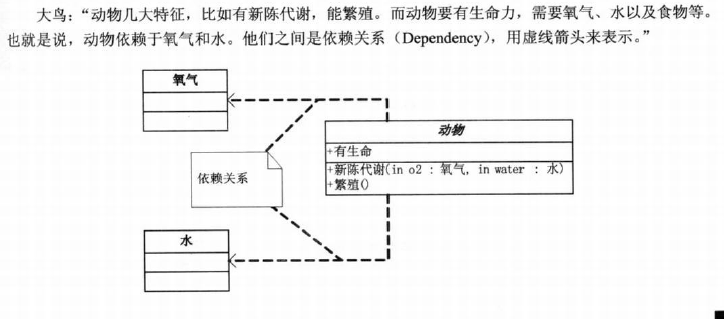 大鸟：“动物几大特征，比如有新陈代谢，能繁殖。而动物要有生命力，需要氧气、水以及食物等。
也就是说，动物依赖于氧气和水。他们之间是依赖关系（Dependency），用虚线箭头来表示。”
氧气
动物
+有生命
+新陈代谢(in o2 : 氧气, in water : 水)
+繁殖()
依赖关系
水